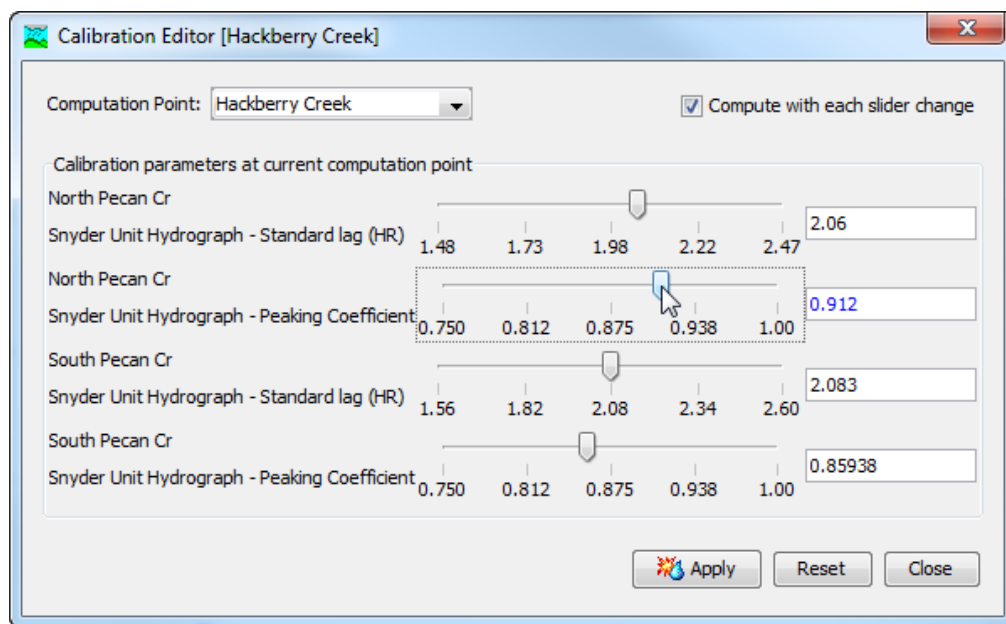 Calibration Editor [Hackberry Creek]
Computation Point: Hackberry Creek
Compute with each slider change
Calibration parameters at current computation point
North Pecan Cr
Snyder Unit Hydrograph - Standard lag (HR)
1.48 1.73 1.98 2.22 2.47
2.06
North Pecan Cr
Snyder Unit Hydrograph - Peaking Coefficient
0.750 0.812 0.875 0.938 1.00
0.912
South Pecan Cr
Snyder Unit Hydrograph - Standard lag (HR)
1.56 1.82 2.08 2.34 2.60
2.083
South Pecan Cr
Snyder Unit Hydrograph - Peaking Coefficient
0.750 0.812 0.875 0.938 1.00
0.85938
Apply Reset Close